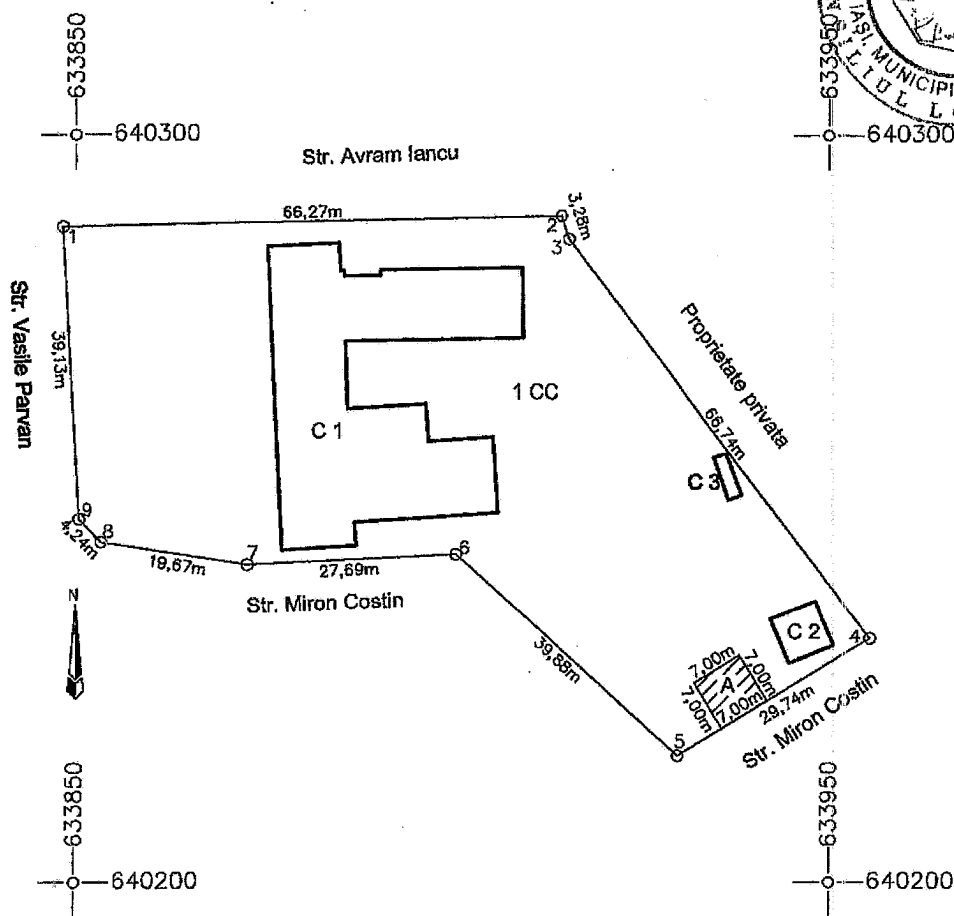 633850
633950
IAȘI, MUNICIPI
640300
640300
Str. Avram Iancu
66,27m
3,28m
1
2
3
Str. Vasile Parvan
39,13m
Proprietate privata
66,74m
1 CC
C 1
C 3
9
4,24m
8
19,67m
7
27,69m
6
Str. Miron Costin
N
39,88m
C 2
4
7,00m
7,00m
7,00m
7,00m
A
29,74m
5
Str. Miron Costin
633850
633950
640200
640200